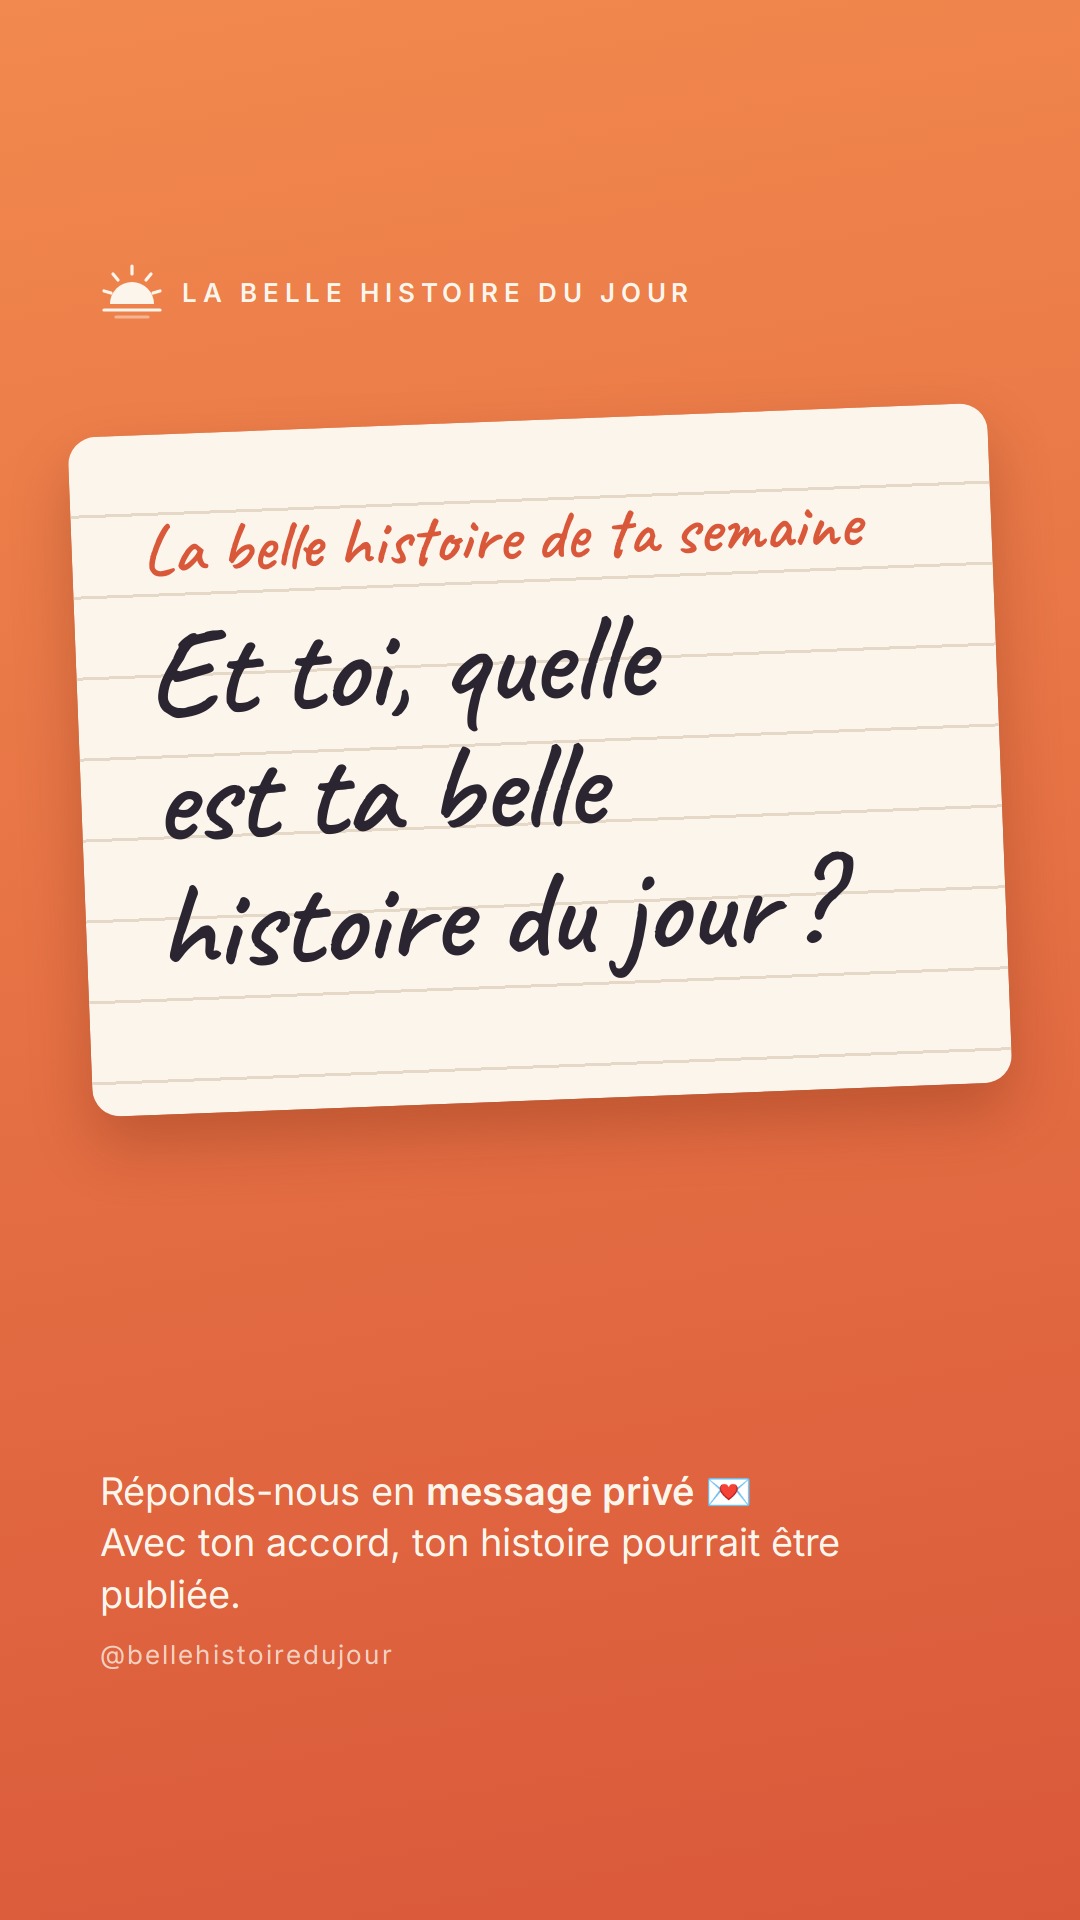 LA BELLE HISTOIRE DU JOUR
La belle histoire de ta semaine
Et toi, quelle
est ta belle
histoire du jour ?
Réponds-nous en message privé 💌
Avec ton accord, ton histoire pourrait être
publiée.
@bellehistoiredujour